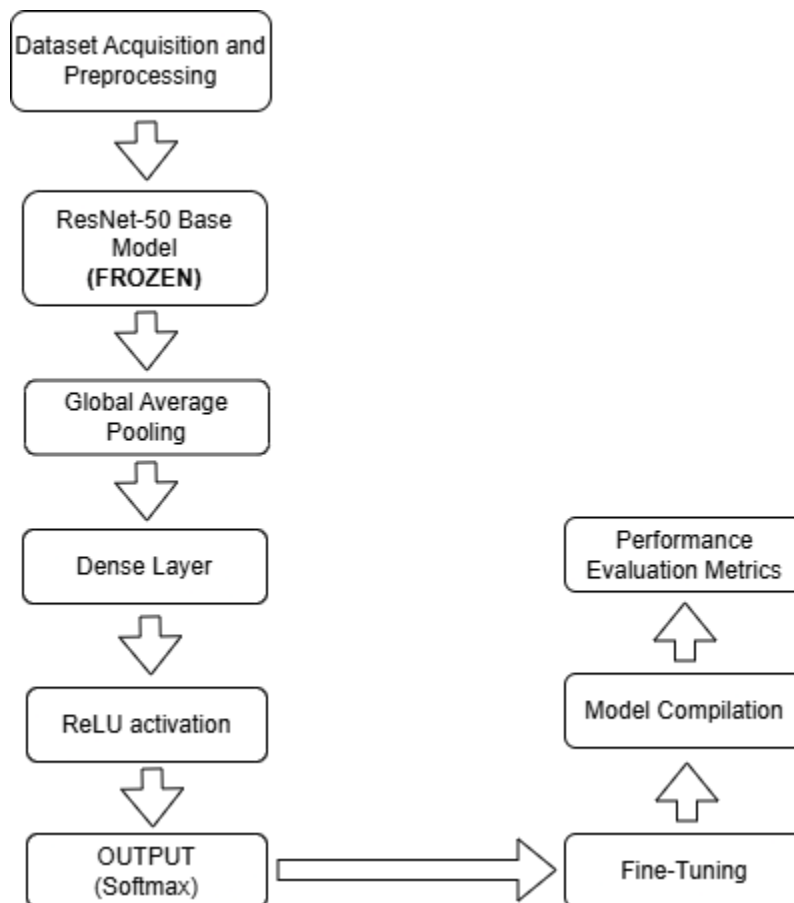 Dataset Acquisition and
Preprocessing
ResNet-50 Base
Model
(FROZEN)
Global Average
Pooling
Dense Layer
ReLU activation
OUTPUT
(Softmax)
Fine-Tuning
Model Compilation
Performance
Evaluation Metrics